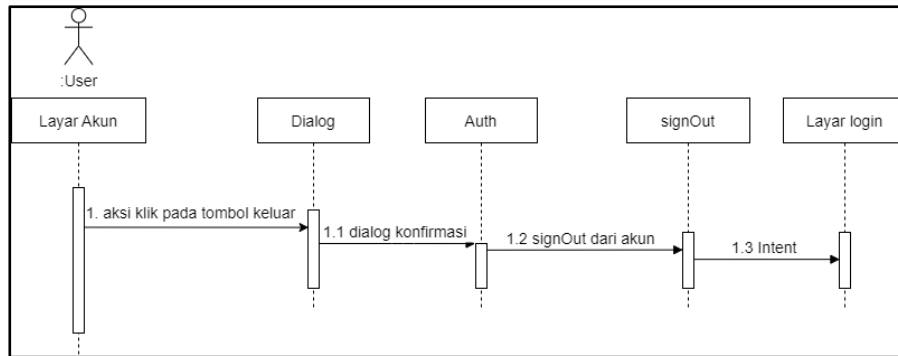 :User
Layar Akun
Dialog
Auth
signOut
Layar login
1. aksi klik pada tombol keluar
1.1 dialog konfirmasi
1.2 signOut dari akun
1.3 Intent